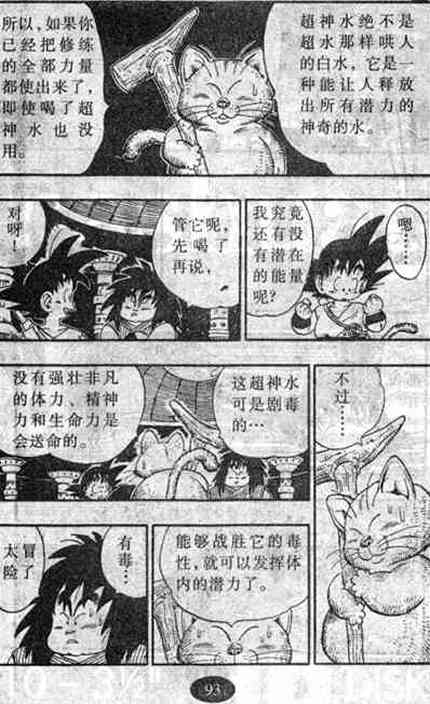 超神水绝不是
超水那样哄人
的白水，它是一
种能让人释放
出所有潜力的
神奇的水。
所以，如果你
已经把修练
的全部力量
都使出来了，
即使喝了超
神水也没
用。
嗯……
我究竟
还有没
有潜在
的能量
呢？
管它呢，
先喝了
再说，
对呀！
不过……
这超神水
可是剧毒
的…
没有强壮非凡
的体力、精神
力和生命力是
会送命的。
能够战胜它的毒
性，就可以发挥体
内的潜力了。
有毒…
太冒
险了
93